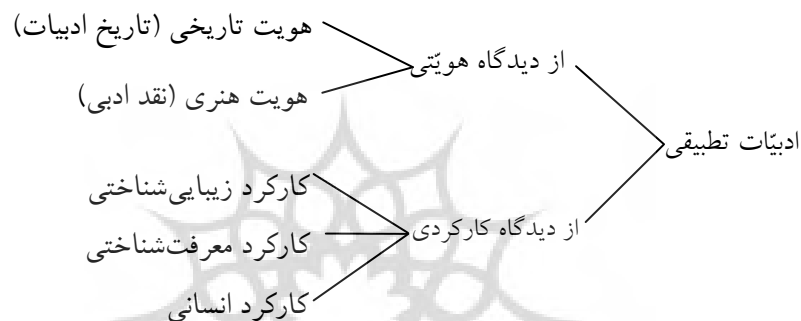 ادبیّات تطبیقی
از دیدگاه هویّتی
هویت تاریخی (تاریخ ادبیات)
هویت هنری (نقد ادبی)
از دیدگاه کارکردی
کارکرد زیبایی‌شناختی
کارکرد معرفت‌شناختی
کارکرد انسانی